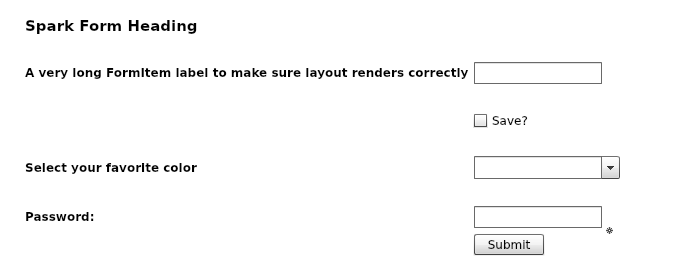 Spark Form Heading
A very long FormItem label to make sure layout renders correctly
Save?
Select your favorite color
Password:
*
Submit